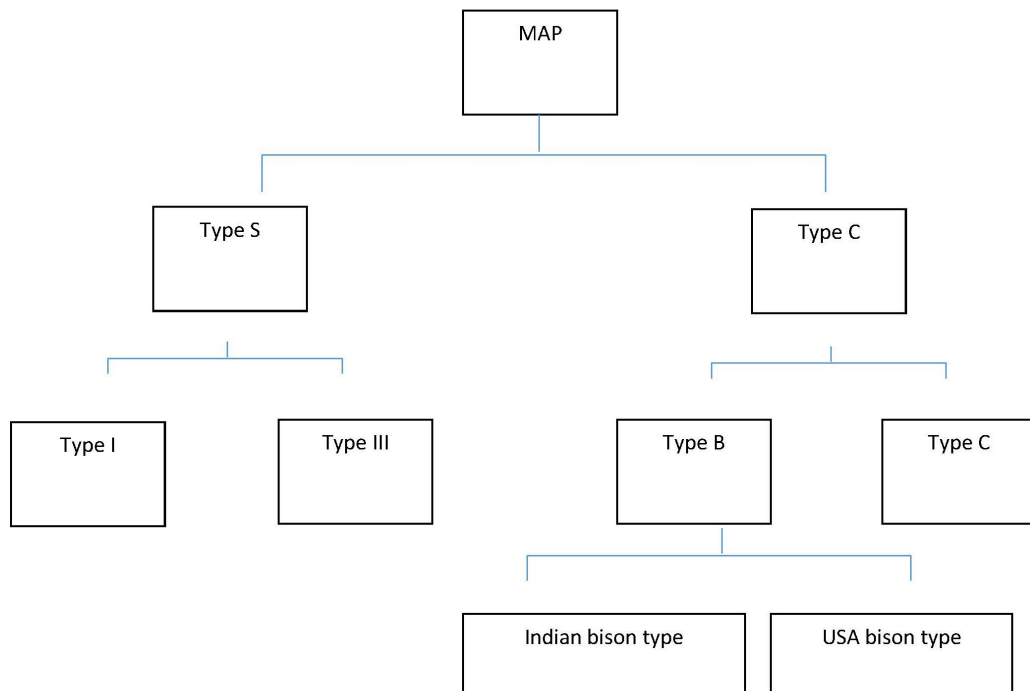 MAP
Type S
Type C
Type I
Type III
Type B
Type C
Indian bison type
USA bison type